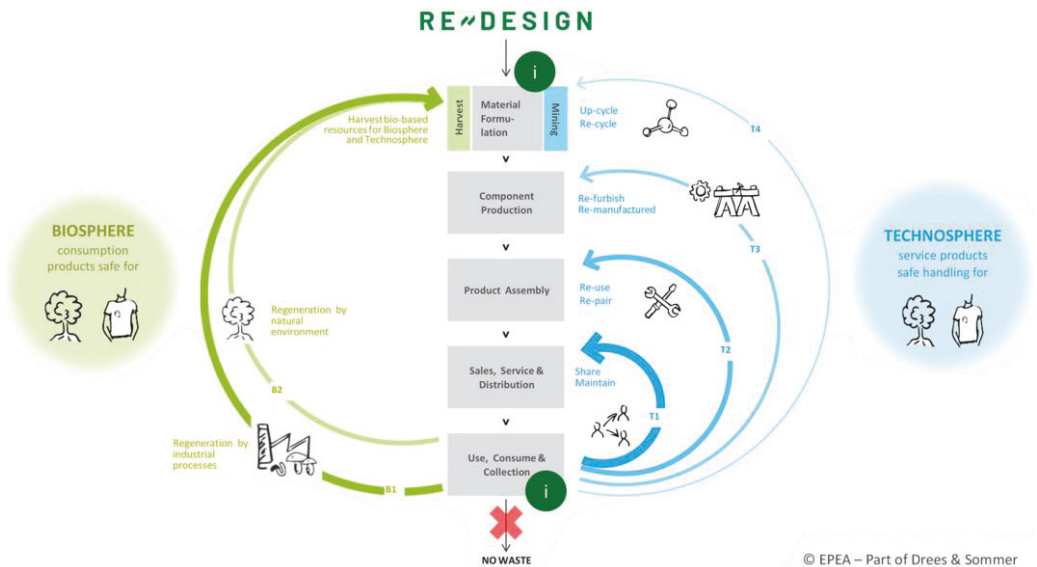 RE-DESIGN
i
Harvest bio-based
resources for Biosphere
and Technosphere
Harvest
Material
Formu-
lation
Mining
Up-cycle
Re-cycle
T4
Component
Production
Re-furbish
Re-manufactured
T3
BIOSPHERE
consumption
products safe for
TECHNOSPHERE
service products
safe handling for
Product Assembly
Re-use
Re-pair
T2
Regeneration by
natural
environment
B2
Sales, Service &
Distribution
Share
Maintain
T1
Regeneration by
industrial
processes
B1
Use, Consume &
Collection
i
NO WASTE
© EPEA – Part of Drees & Sommer